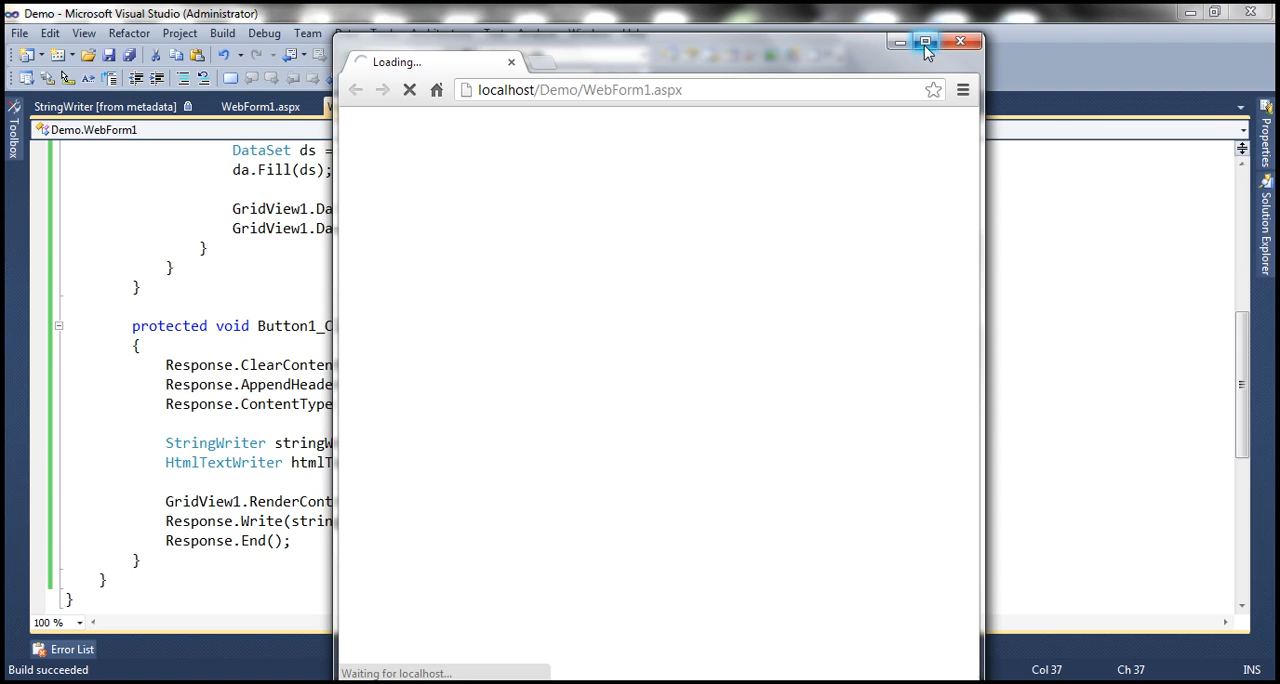 Demo - Microsoft Visual Studio (Administrator)
File Edit View Refactor Project Build Debug Team
Loading...
localhost/Demo/WebForm1.aspx
StringWriter [from metadata] WebForm1.aspx
Toolbox
Demo.WebForm1
Properties
Solution Explorer
DataSet ds =
da.Fill(ds);
GridView1.Da
GridView1.Da
}
}
}
protected void Button1_C
{
Response.ClearConten
Response.AppendHeade
Response.ContentType
StringWriter stringW
HtmlTextWriter htmlT
GridView1.RenderCont
Response.Write(strin
Response.End();
}
}
}
100 %
Error List
Waiting for localhost...
Build succeeded Col 37 Ch 37 INS